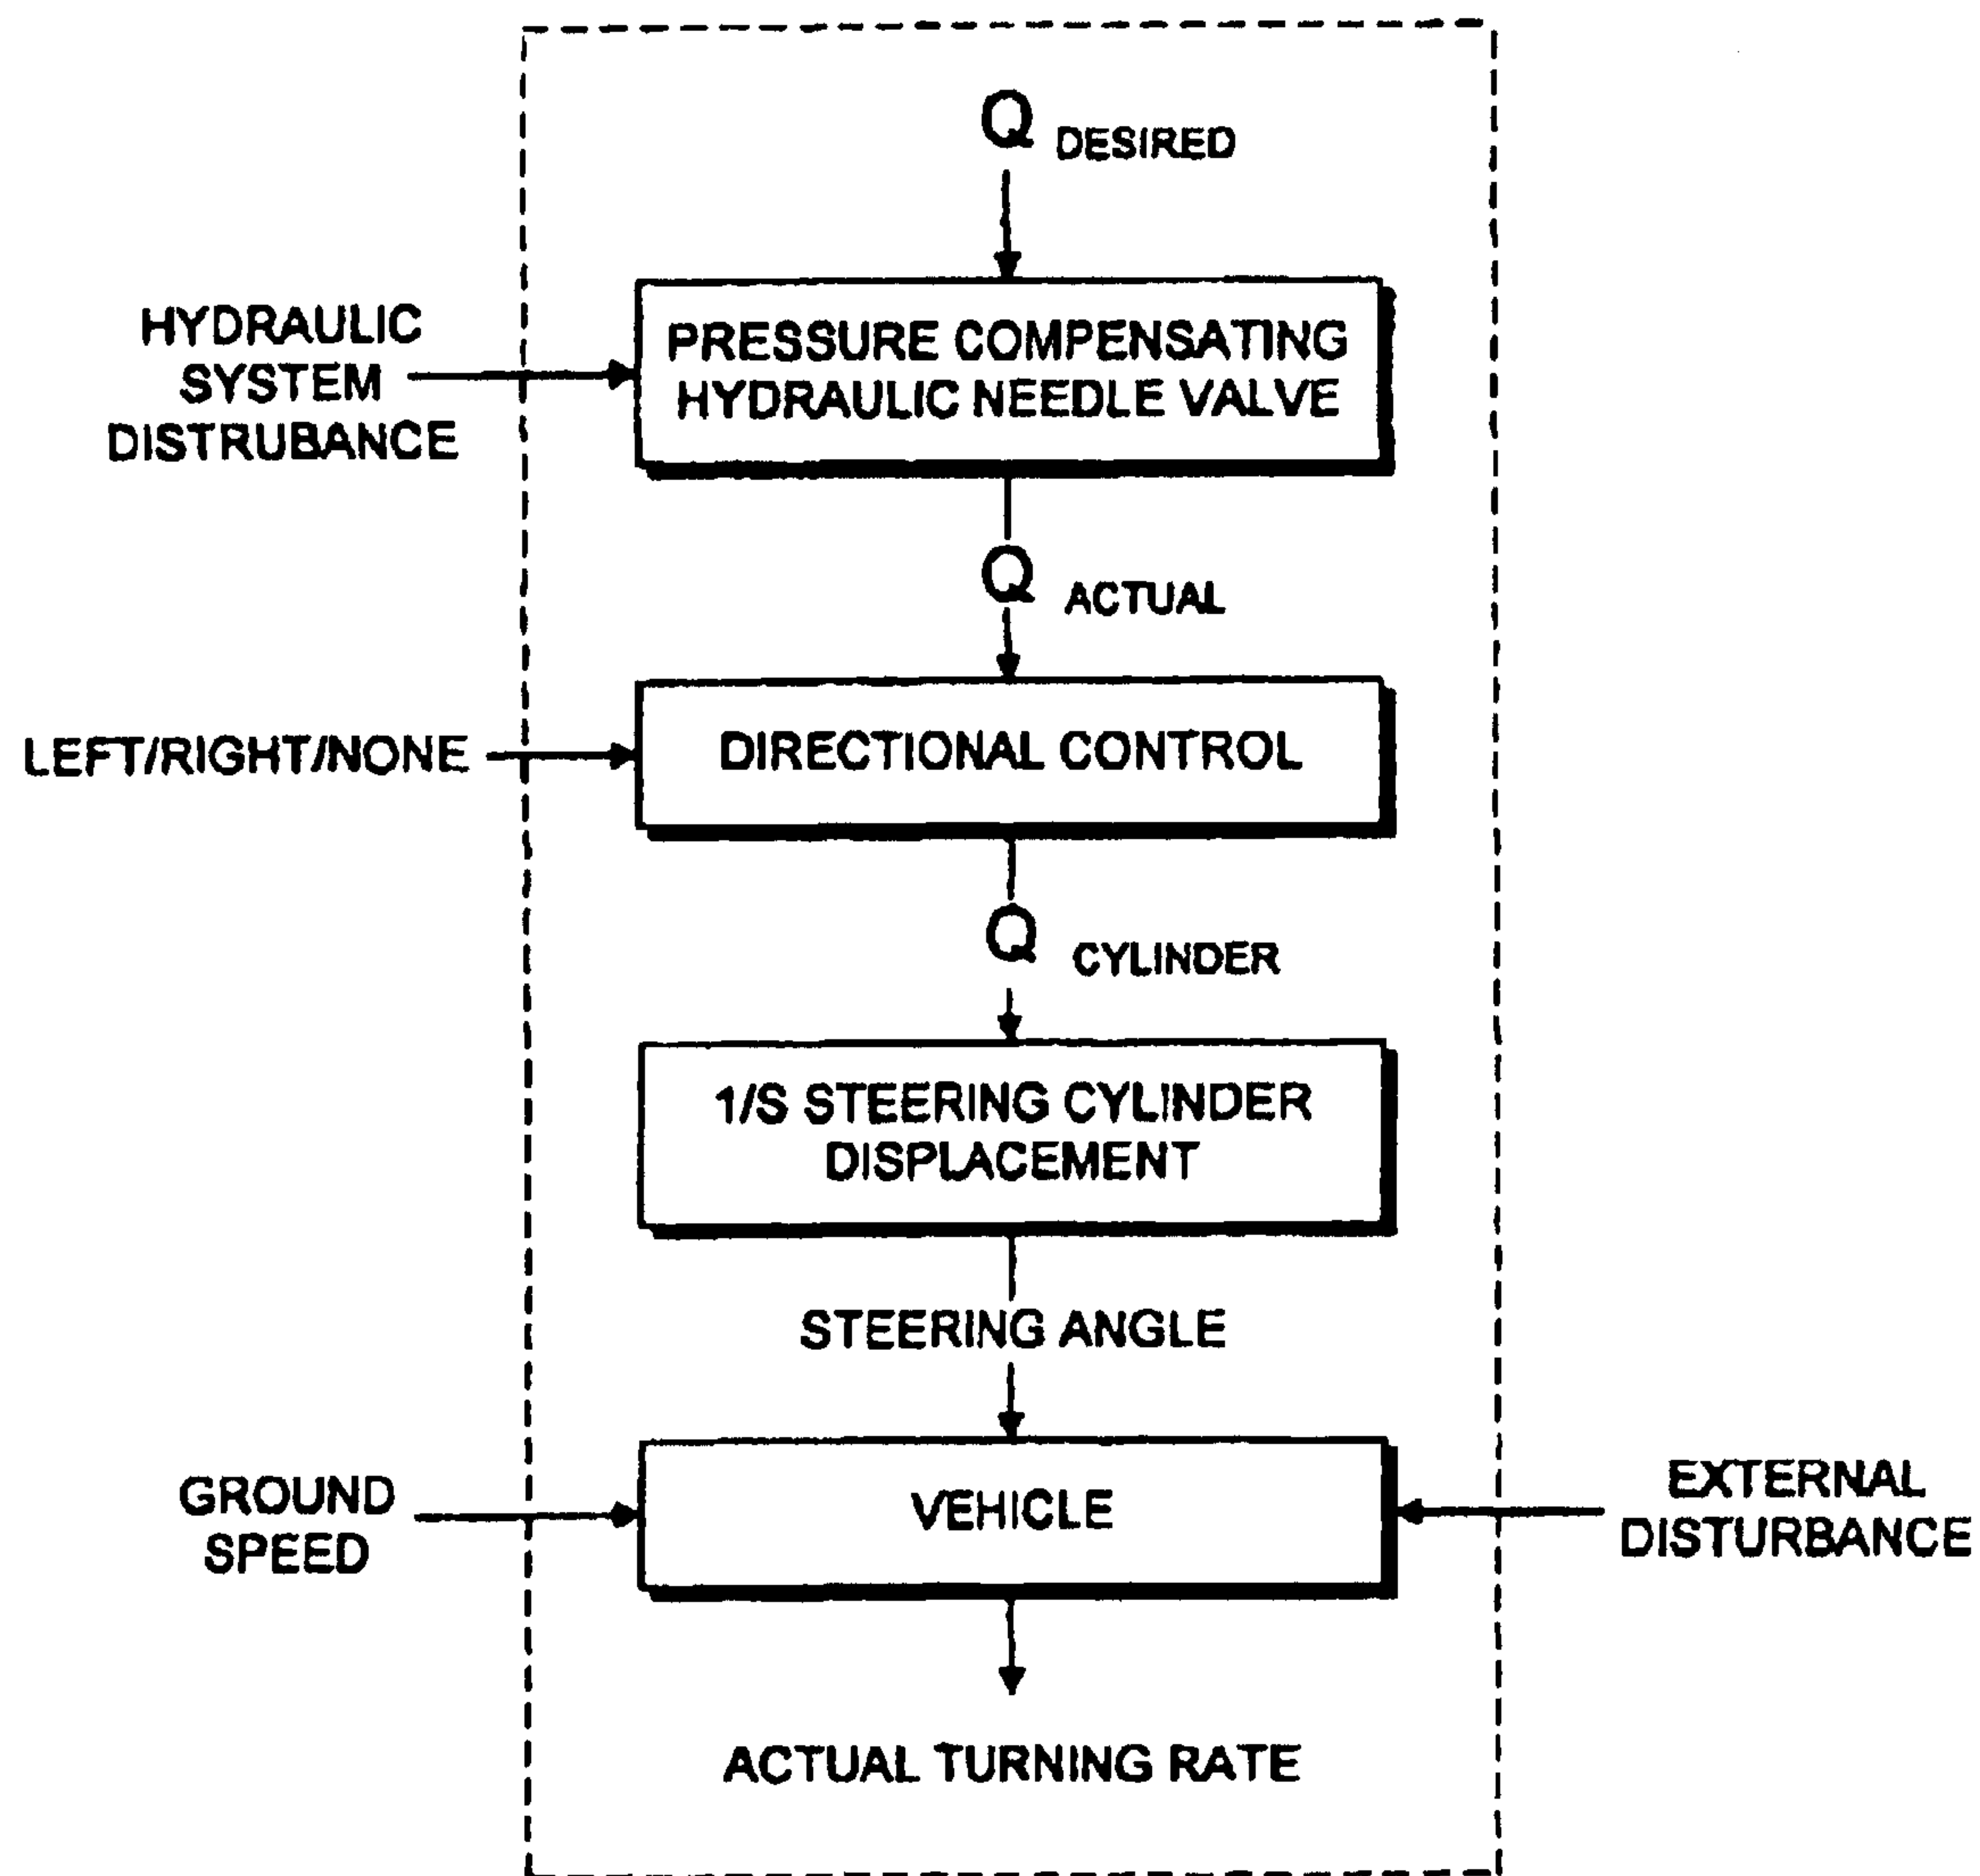 Q DESIRED
HYDRAULIC
SYSTEM
DISTRUBANCE
PRESSURE COMPENSATING
HYDRAULIC NEEDLE VALVE
Q ACTUAL
LEFT/RIGHT/NONE
DIRECTIONAL CONTROL
Q CYLINDER
1/S STEERING CYLINDER
DISPLACEMENT
STEERING ANGLE
GROUND
SPEED
VEHICLE
EXTERNAL
DISTURBANCE
ACTUAL TURNING RATE